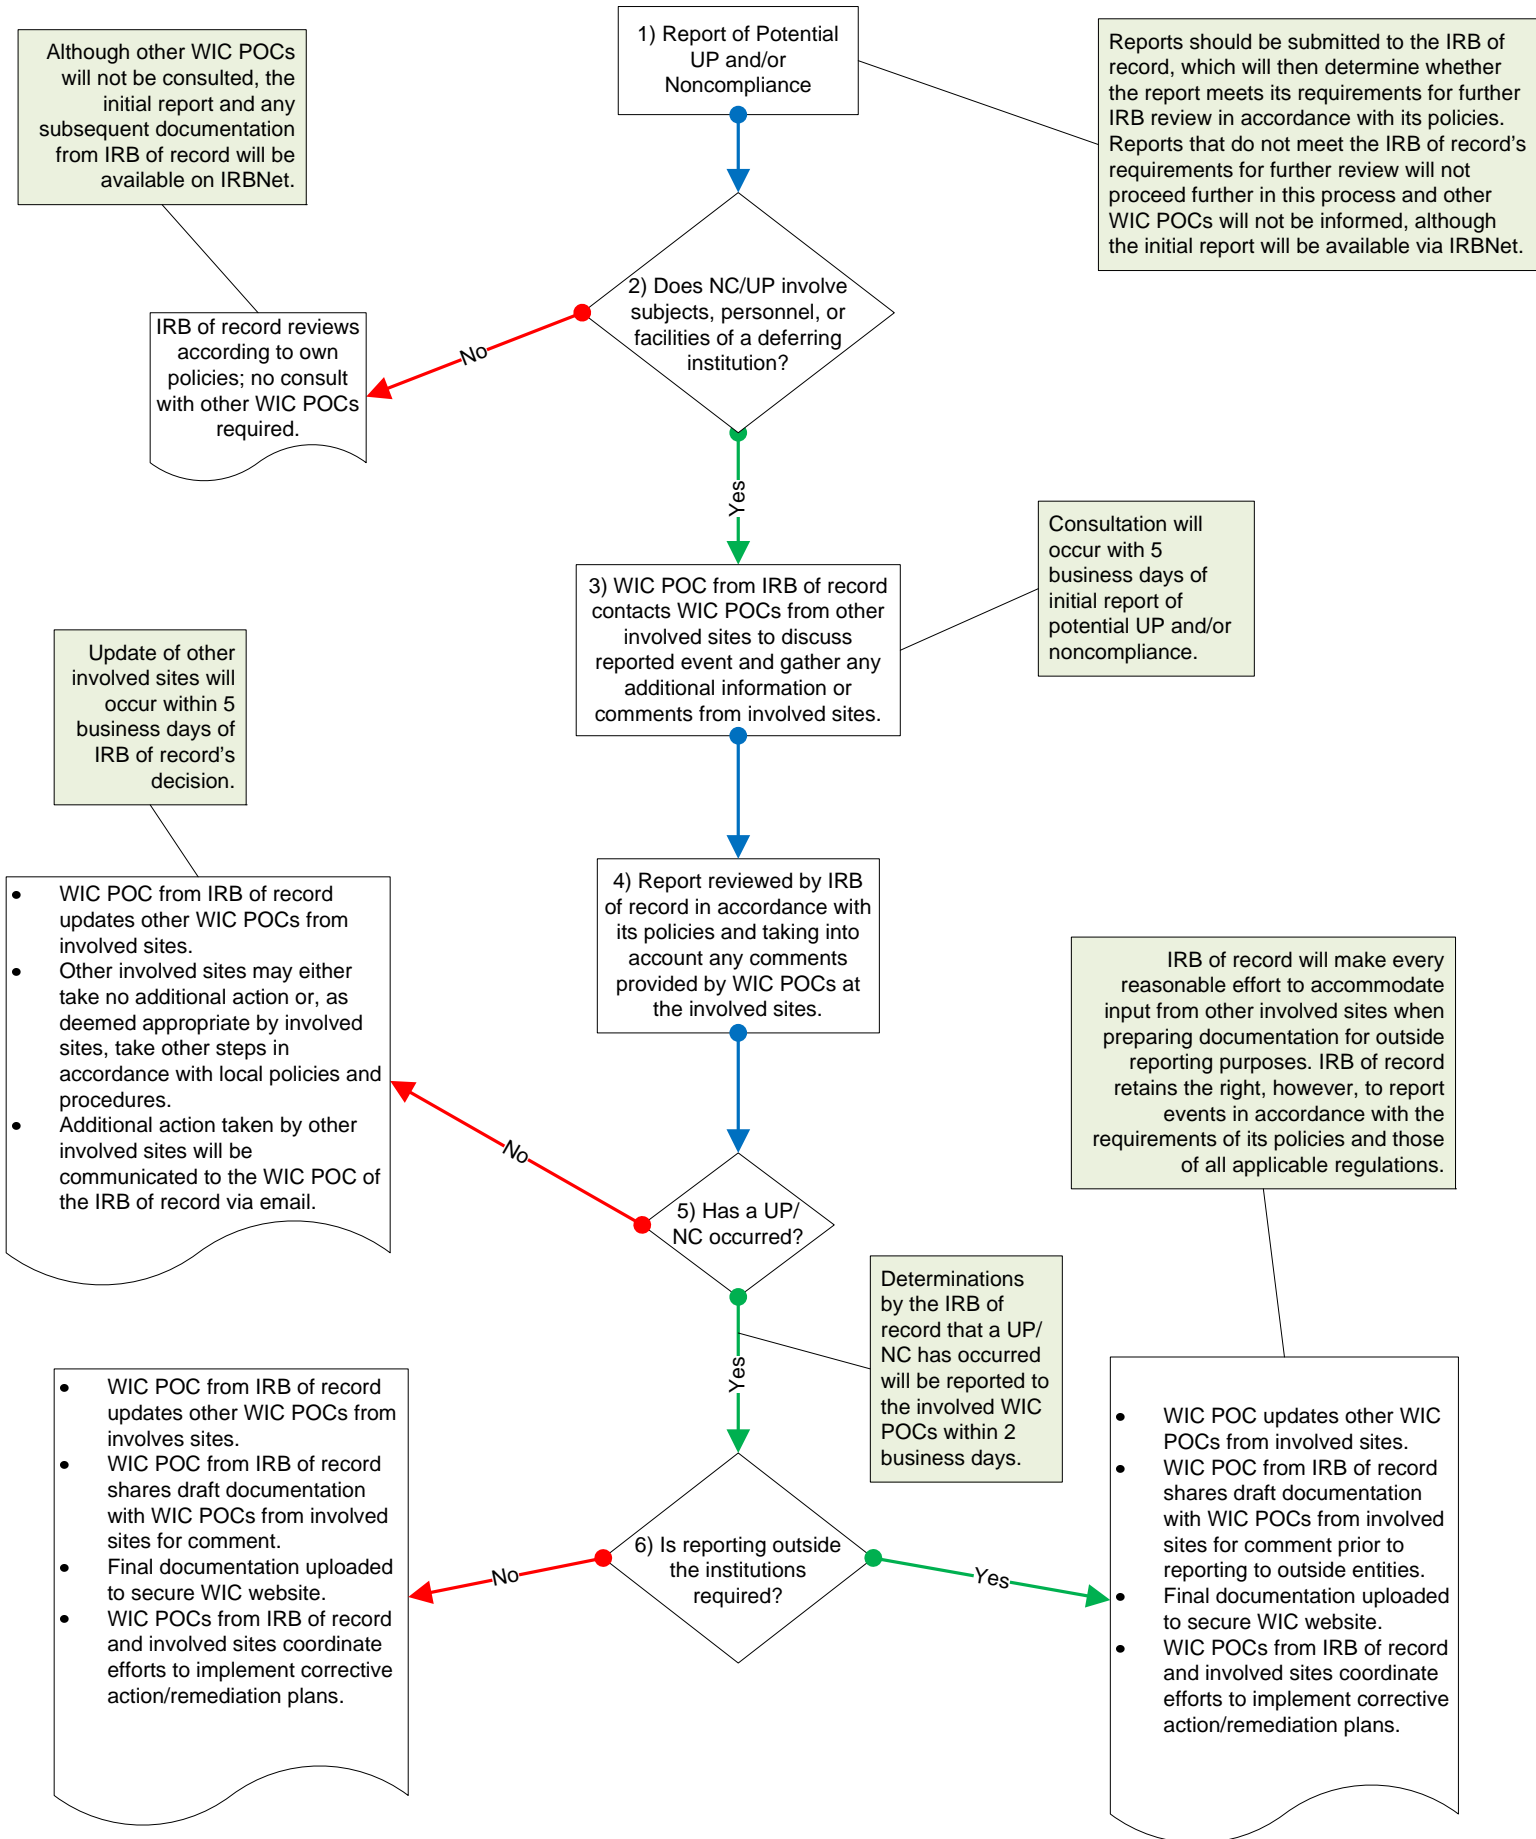 1) Report of Potential
UP and/or
Noncompliance
Although other WIC POCs
will not be consulted, the
initial report and any
subsequent documentation
from IRB of record will be
available on IRBNet.
Reports should be submitted to the IRB of
record, which will then determine whether
the report meets its requirements for further
IRB review in accordance with its policies.
Reports that do not meet the IRB of record’s
requirements for further review will not
proceed further in this process and other
WIC POCs will not be informed, although
the initial report will be available via IRBNet.
2) Does NC/UP involve
subjects, personnel, or
facilities of a deferring
institution?
No
IRB of record reviews
according to own
policies; no consult
with other WIC POCs
required.
Yes
3) WIC POC from IRB of record
contacts WIC POCs from other
involved sites to discuss
reported event and gather any
additional information or
comments from involved sites.
Consultation will
occur with 5
business days of
initial report of
potential UP and/or
noncompliance.
Update of other
involved sites will
occur within 5
business days of
IRB of record’s
decision.
4) Report reviewed by IRB
of record in accordance with
its policies and taking into
account any comments
provided by WIC POCs at
the involved sites.
• WIC POC from IRB of record
updates other WIC POCs from
involved sites.
• Other involved sites may either
take no additional action or, as
deemed appropriate by involved
sites, take other steps in
accordance with local policies and
procedures.
• Additional action taken by other
involved sites will be
communicated to the WIC POC of
the IRB of record via email.
IRB of record will make every
reasonable effort to accommodate
input from other involved sites when
preparing documentation for outside
reporting purposes. IRB of record
retains the right, however, to report
events in accordance with the
requirements of its policies and those
of all applicable regulations.
No
5) Has a UP/
NC occurred?
Yes
Determinations
by the IRB of
record that a UP/
NC has occurred
will be reported to
the involved WIC
POCs within 2
business days.
6) Is reporting outside
the institutions
required?
No
• WIC POC from IRB of record
updates other WIC POCs from
involves sites.
• WIC POC from IRB of record
shares draft documentation
with WIC POCs from involved
sites for comment.
• Final documentation uploaded
to secure WIC website.
• WIC POCs from IRB of record
and involved sites coordinate
efforts to implement corrective
action/remediation plans.
Yes
• WIC POC updates other WIC
POCs from involved sites.
• WIC POC from IRB of record
shares draft documentation
with WIC POCs from involved
sites for comment prior to
reporting to outside entities.
• Final documentation uploaded
to secure WIC website.
• WIC POCs from IRB of record
and involved sites coordinate
efforts to implement corrective
action/remediation plans.